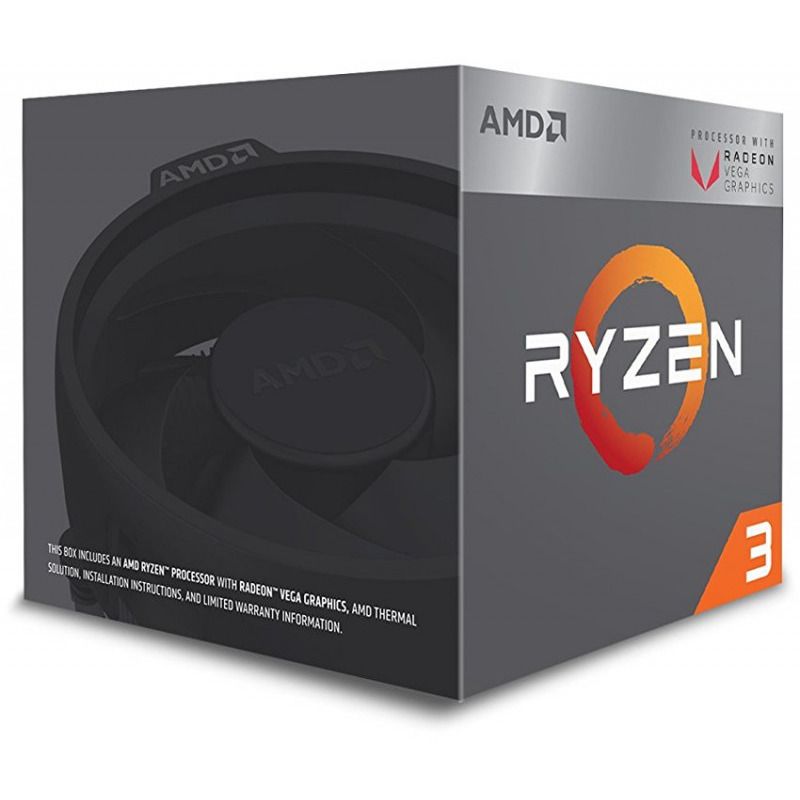 AMD
AMD
THIS BOX INCLUDES AN AMD RYZEN™ PROCESSOR WITH RADEON™ VEGA GRAPHICS, AMD THERMAL
SOLUTION, INSTALLATION INSTRUCTIONS, AND LIMITED WARRANTY INFORMATION.
AMD
PROCESSOR WITH
RADEON
VEGA
GRAPHICS
RYZEN
3